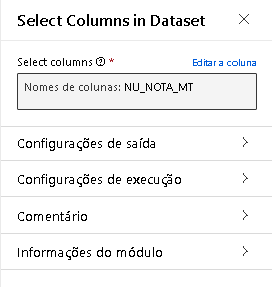 Select Columns in Dataset
Select columns * Editar a coluna
Nomes de colunas: NU_NOTA_MT
Configurações de saída
Configurações de execução
Comentário
Informações do módulo